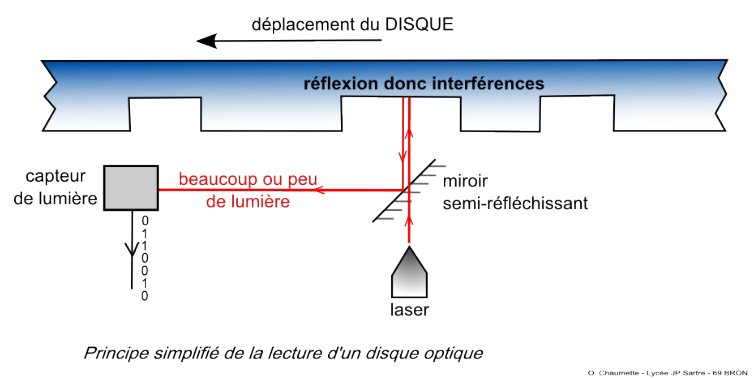 déplacement du DISQUE
réflexion donc interférences
capteur
de lumière
beaucoup ou peu
de lumière
miroir
semi-réfléchissant
0
1
1
0
0
1
0
laser
Principe simplifié de la lecture d'un disque optique
O. Chaumette - Lycée JP Sartre - 69 BRON